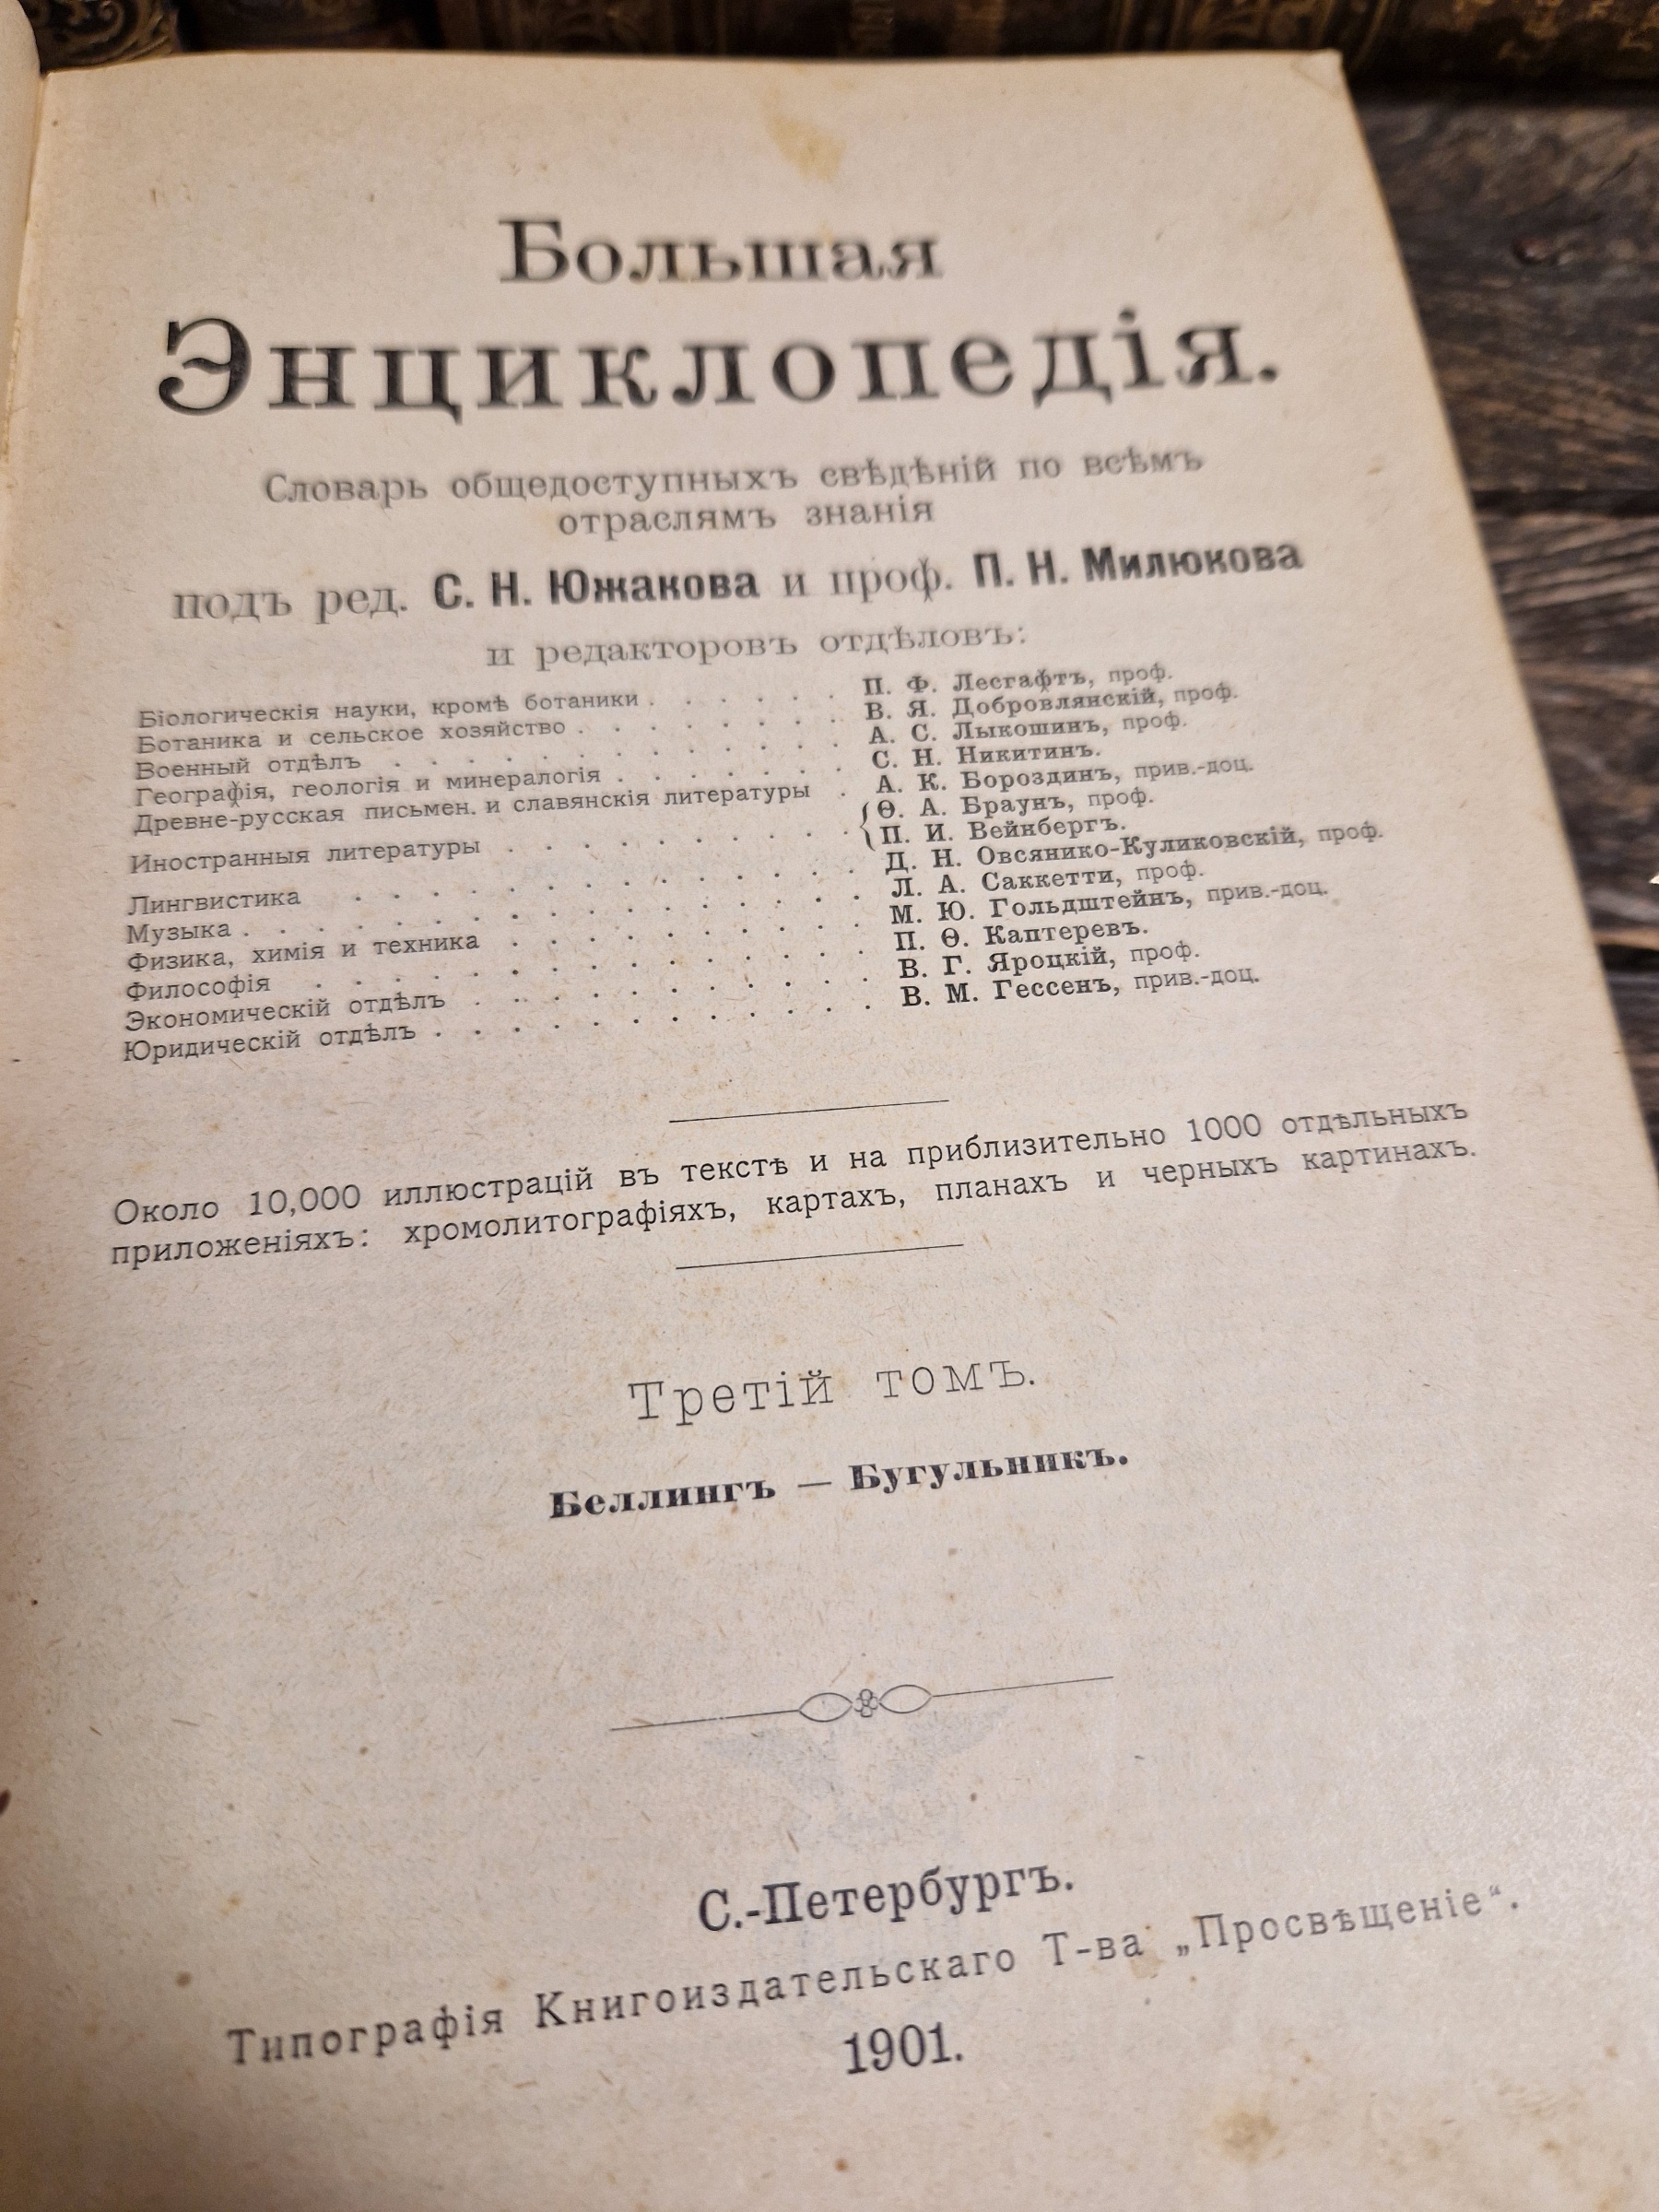 Большая
Энциклопедія.
Словарь общедоступныхъ свѣдѣній по всѣмъ
отраслямъ знанія
подъ ред. С. Н. Южакова и проф. П. Н. Милюкова
и редакторовъ отдѣловъ:
Біологическія науки, кромѣ ботаники . . . . . . П. Ф. Лесгафтъ, проф.
Ботаника и сельское хозяйство . . . . . . . . В. Я. Добровлянскій, проф.
Военный отдѣлъ . . . . . . . . . . . . А. С. Лыкошинъ, проф.
Географія, геологія и минералогія . . . . . . . С. Н. Никитинъ.
Древне-русская письмен. и славянскія литературы . А. К. Бороздинъ, прив.-доц.
Иностранныя литературы . . . . . . . . . { Ѳ. А. Браунъ, проф.
П. И. Вейнбергъ.
Лингвистика . . . . . . . . . . . . . Д. Н. Овсянико-Куликовскій, проф.
Музыка . . . . . . . . . . . . . . . . Л. А. Саккетти, проф.
Физика, химія и техника . . . . . . . . . . М. Ю. Гольдштейнъ, прив.-доц.
Философія . . . . . . . . . . . . . . П. Ѳ. Каптеревъ.
Экономическій отдѣлъ . . . . . . . . . . . В. Г. Яроцкій, проф.
Юридическій отдѣлъ . . . . . . . . . . . . В. М. Гессенъ, прив.-доц.
Около 10,000 иллюстрацій въ текстѣ и на приблизительно 1000 отдѣльныхъ
приложеніяхъ: хромолитографіяхъ, картахъ, планахъ и черныхъ картинахъ.
Третій томъ.
Беллингъ — Бугульникъ.
С.-Петербургъ.
Типографія Книгоиздательскаго Т-ва „Просвѣщеніе“.
1901.